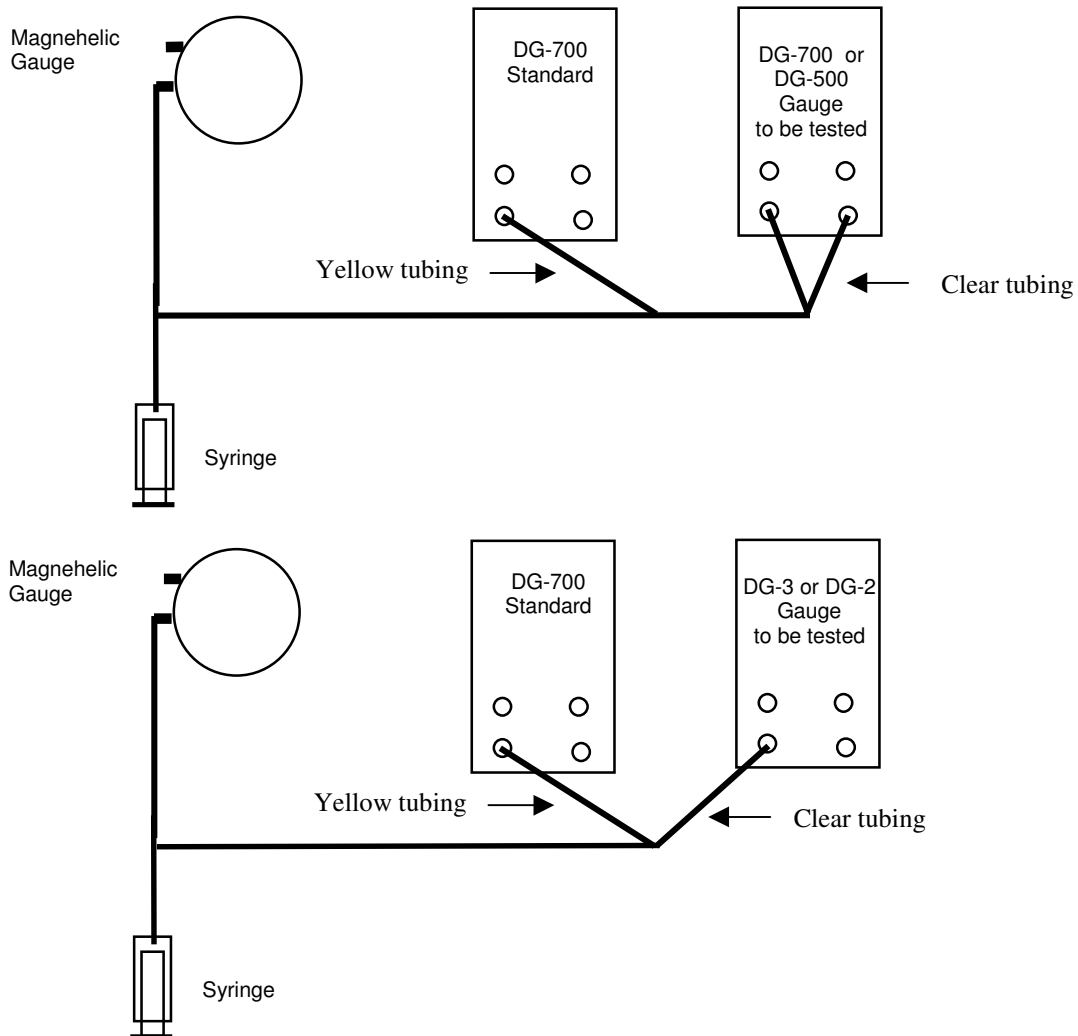 Magnehelic
Gauge
DG-700
Standard
DG-700 or
DG-500
Gauge
to be tested
Yellow tubing
Clear tubing
Syringe
Magnehelic
Gauge
DG-700
Standard
DG-3 or DG-2
Gauge
to be tested
Yellow tubing
Clear tubing
Syringe